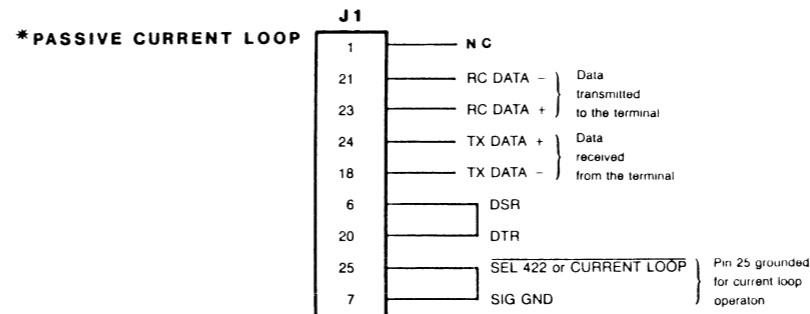 J1
*PASSIVE CURRENT LOOP
1 NC
21 RC DATA − Data
transmitted
23 RC DATA + to the terminal
24 TX DATA + Data
received
18 TX DATA − from the terminal
6 DSR
20 DTR
25 SEL 422 or CURRENT LOOP Pin 25 grounded
for current loop
7 SIG GND operaton